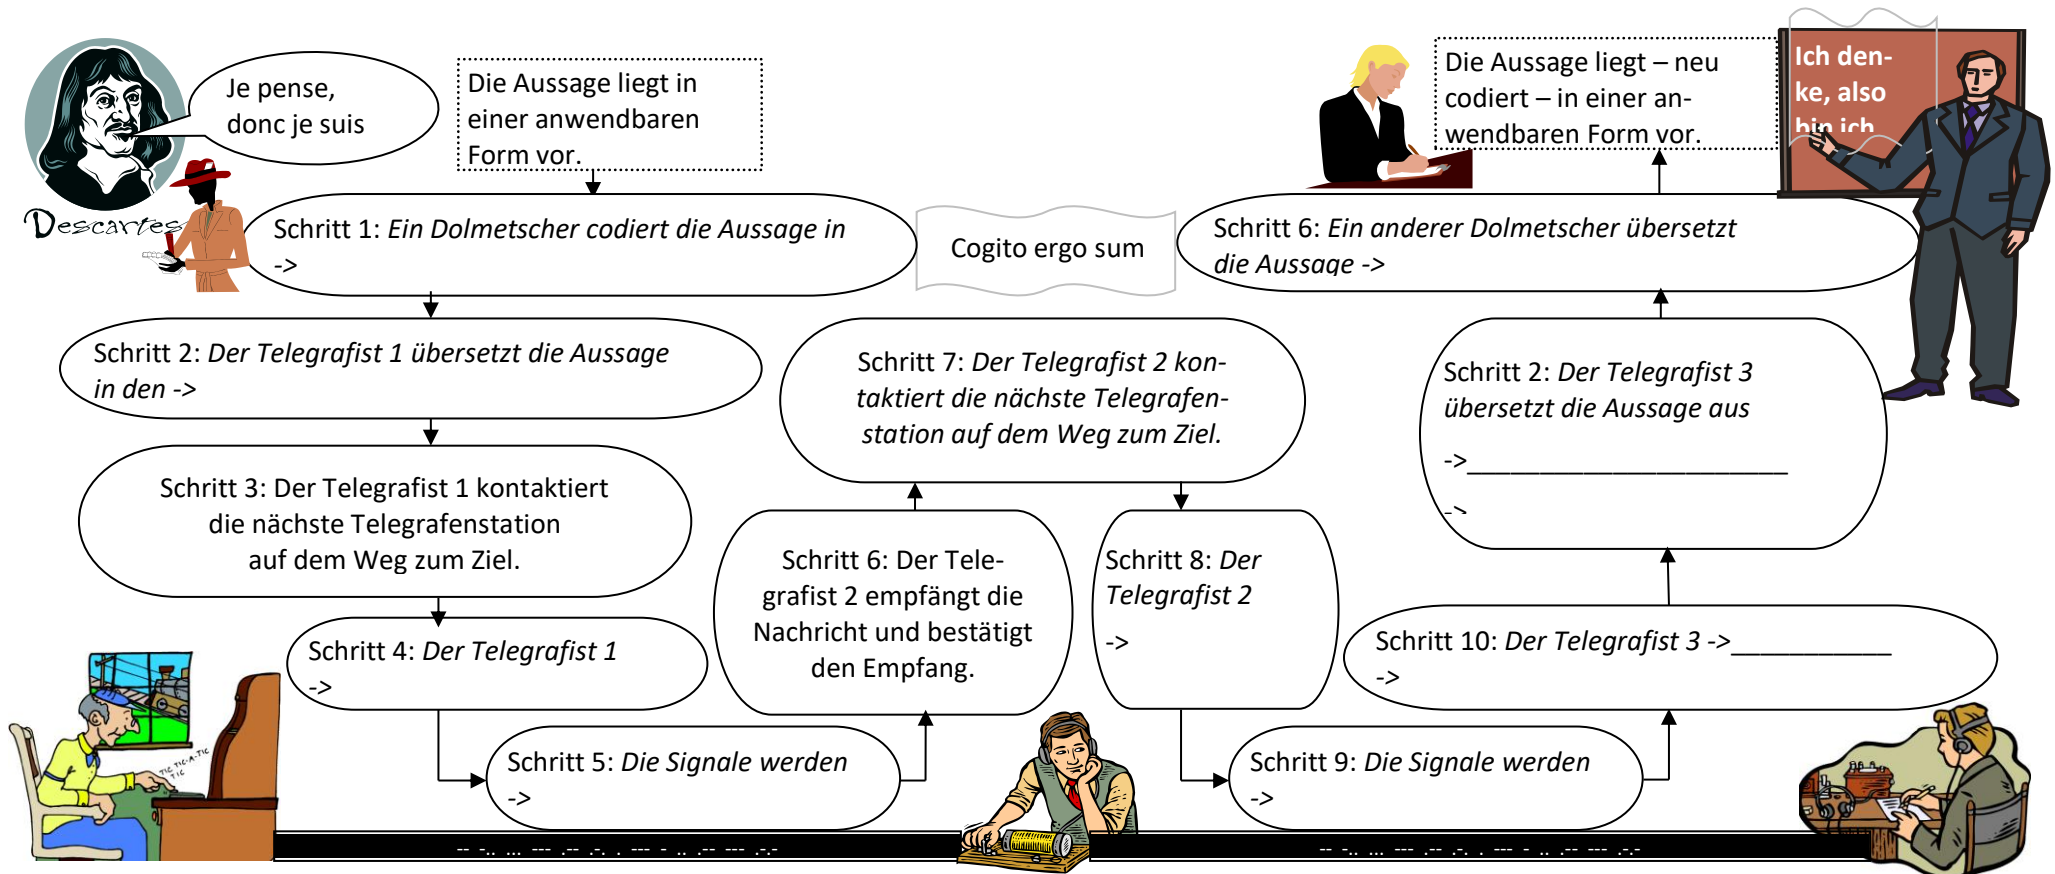 Je pense,
donc je suis
Descartes
Die Aussage liegt in
einer anwendbaren
Form vor.
Schritt 1: Ein Dolmetscher codiert die Aussage in
->
Schritt 2: Der Telegrafist 1 übersetzt die Aussage
in den ->
Schritt 3: Der Telegrafist 1 kontaktiert
die nächste Telegrafenstation
auf dem Weg zum Ziel.
Schritt 4: Der Telegrafist 1
->
TIC TIC-A-TIC
TIC
Schritt 5: Die Signale werden
->
Schritt 6: Der Tele-
grafist 2 empfängt die
Nachricht und bestätigt
den Empfang.
Schritt 7: Der Telegrafist 2 kon-
taktiert die nächste Telegrafen-
station auf dem Weg zum Ziel.
Cogito ergo sum
Schritt 8: Der
Telegrafist 2
->
Schritt 9: Die Signale werden
->
Schritt 10: Der Telegrafist 3 ->___________
->
Schritt 2: Der Telegrafist 3
übersetzt die Aussage aus
->______________________
->
Schritt 6: Ein anderer Dolmetscher übersetzt
die Aussage ->
Die Aussage liegt – neu
codiert – in einer an-
wendbaren Form vor.
Ich den-
ke, also
bin ich
-- -.. ... --- .-- .-. . --- - .. .-- --- .-.-
-- -.. ... --- .-- .-. . --- - .. .-- --- .-.-